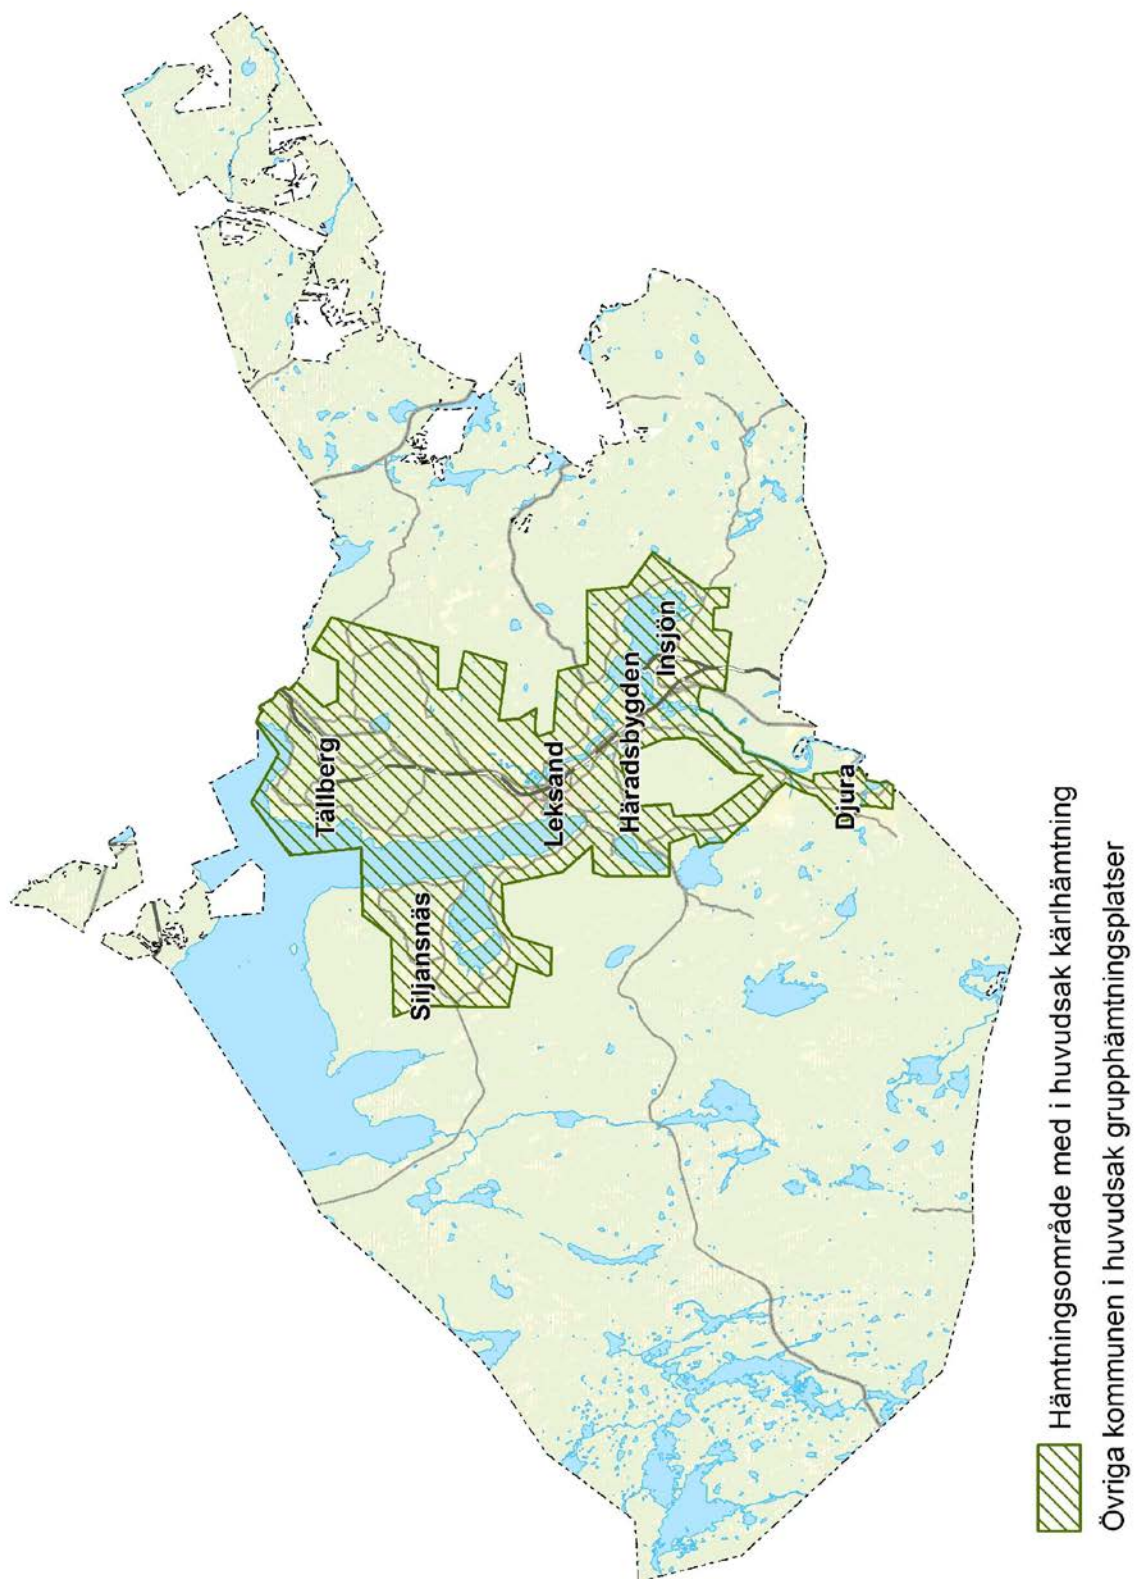 Tällberg
Siljansnäs
Leksand
Häradsbygden
Insjön
Djura
Hämtningsområde med i huvudsak kärlhämtning
Övriga kommunen i huvudsak grupphämtningsplatser